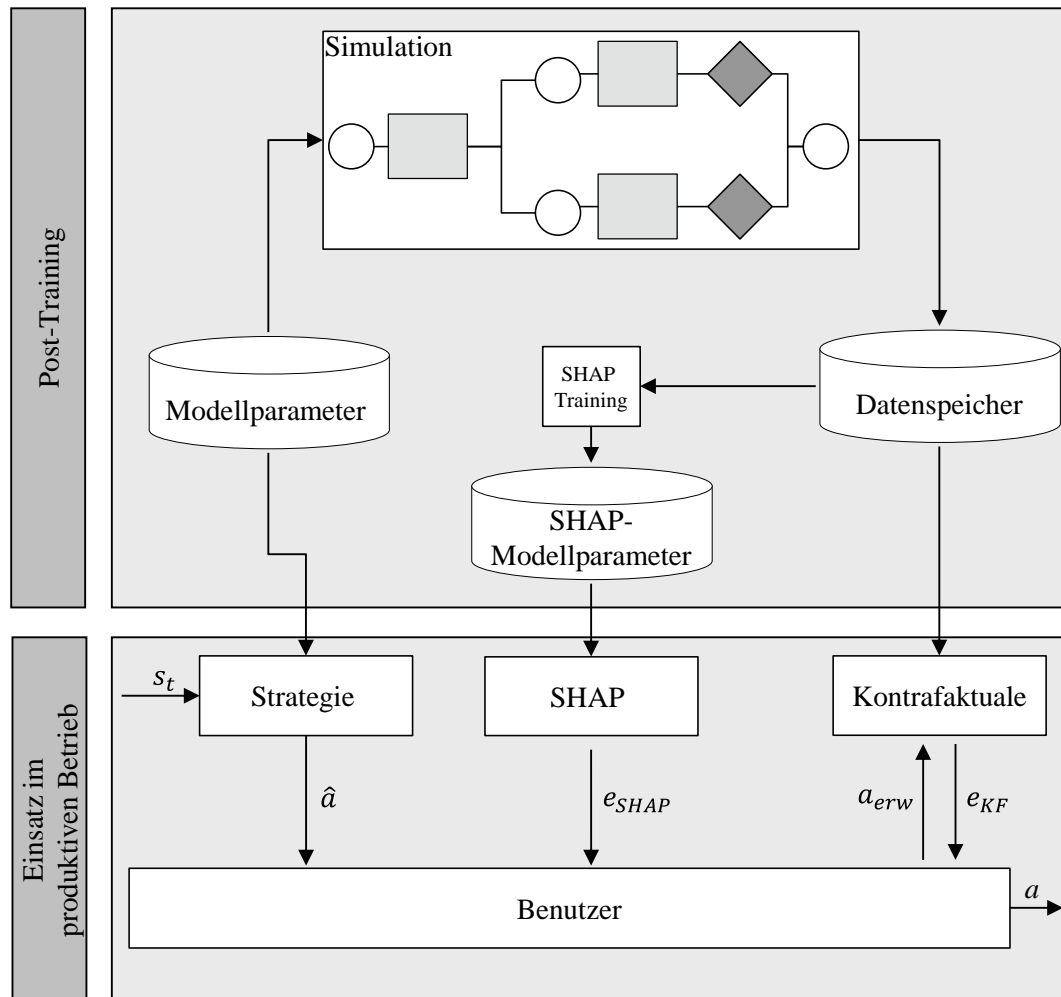 Post-Training
Simulation
Modellparameter
SHAP
Training
Datenspeicher
SHAP-
Modellparameter
Einsatz im
produktiven Betrieb
s_t
Strategie
SHAP
Kontrafaktuale
â
e_SHAP
a_erw
e_KF
Benutzer
a